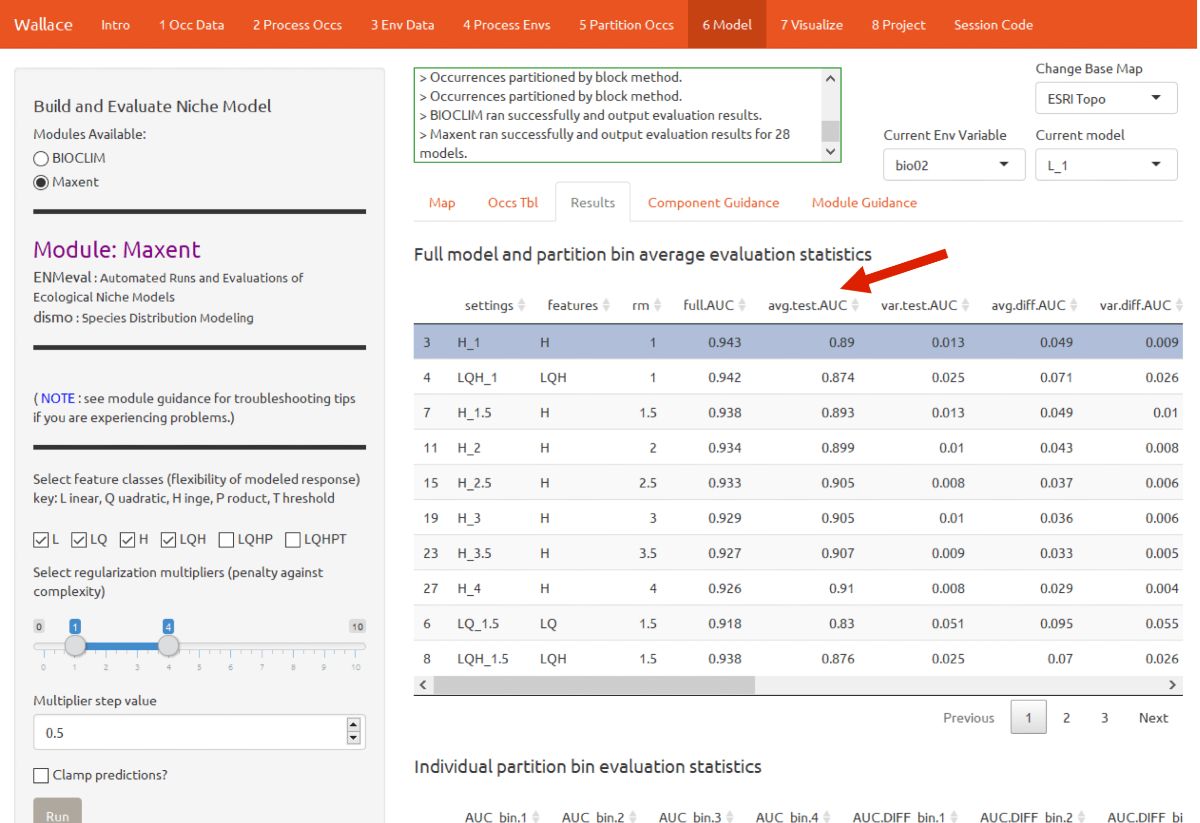 Wallace Intro 1 Occ Data 2 Process Occs 3 Env Data 4 Process Envs 5 Partition Occs 6 Model 7 Visualize 8 Project Session Code
Build and Evaluate Niche Model
Modules Available:
BIOCLIM
Maxent
Module: Maxent
ENMeval : Automated Runs and Evaluations of
Ecological Niche Models
dismo : Species Distribution Modeling
( NOTE : see module guidance for troubleshooting tips
if you are experiencing problems.)
Select feature classes (flexibility of modeled response)
key: L inear, Q uadratic, H inge, P roduct, T hreshold
L LQ H LQH LQHP LQHPT
Select regularization multipliers (penalty against
complexity)
0 1 4 10
0 1 2 3 4 5 6 7 8 9 10
Multiplier step value
0.5
Clamp predictions?
Run
> Occurrences partitioned by block method.
> Occurrences partitioned by block method.
> BIOCLIM ran successfully and output evaluation results.
> Maxent ran successfully and output evaluation results for 28
models.
Change Base Map
ESRI Topo
Current Env Variable Current model
bio02 L_1
Map Occs Tbl Results Component Guidance Module Guidance
Full model and partition bin average evaluation statistics
settings features rm full.AUC avg.test.AUC var.test.AUC avg.diff.AUC var.diff.AUC
3 H_1 H 1 0.943 0.89 0.013 0.049 0.009
4 LQH_1 LQH 1 0.942 0.874 0.025 0.071 0.026
7 H_1.5 H 1.5 0.938 0.893 0.013 0.049 0.01
11 H_2 H 2 0.934 0.899 0.01 0.043 0.008
15 H_2.5 H 2.5 0.933 0.905 0.008 0.037 0.006
19 H_3 H 3 0.929 0.905 0.01 0.036 0.006
23 H_3.5 H 3.5 0.927 0.907 0.009 0.033 0.005
27 H_4 H 4 0.926 0.91 0.008 0.029 0.004
6 LQ_1.5 LQ 1.5 0.918 0.83 0.051 0.095 0.055
8 LQH_1.5 LQH 1.5 0.938 0.876 0.025 0.07 0.026
Previous 1 2 3 Next
Individual partition bin evaluation statistics
AUC_bin.1 AUC_bin.2 AUC_bin.3 AUC_bin.4 AUC.DIFF_bin.1 AUC.DIFF_bin.2 AUC.DIFF_bi